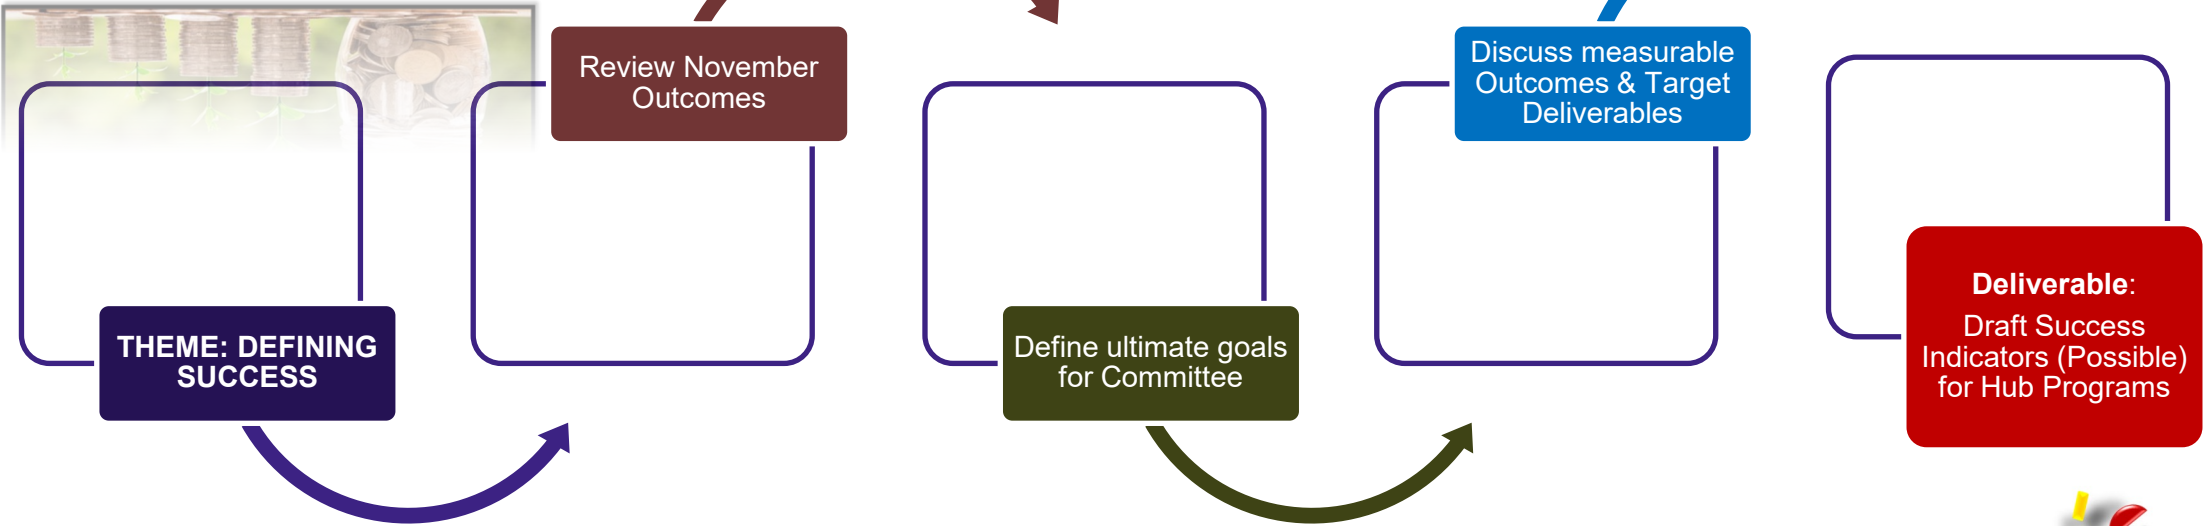 THEME: DEFINING
SUCCESS
Review November
Outcomes
Define ultimate goals
for Committee
Discuss measurable
Outcomes & Target
Deliverables
Deliverable:
Draft Success
Indicators (Possible)
for Hub Programs